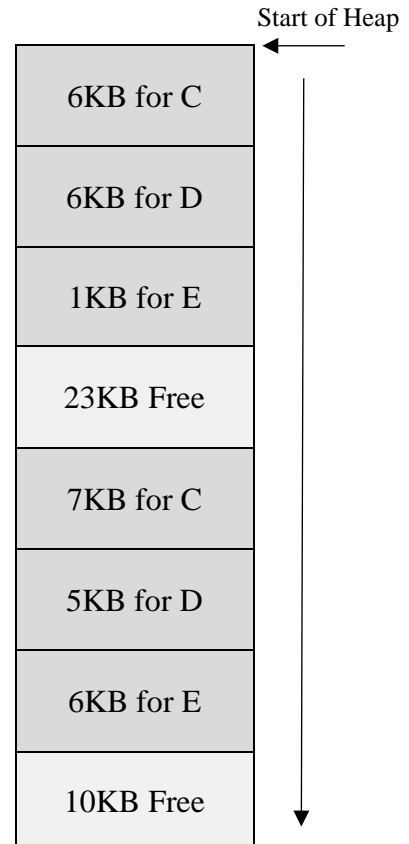 Start of Heap
6KB for C
6KB for D
1KB for E
23KB Free
7KB for C
5KB for D
6KB for E
10KB Free